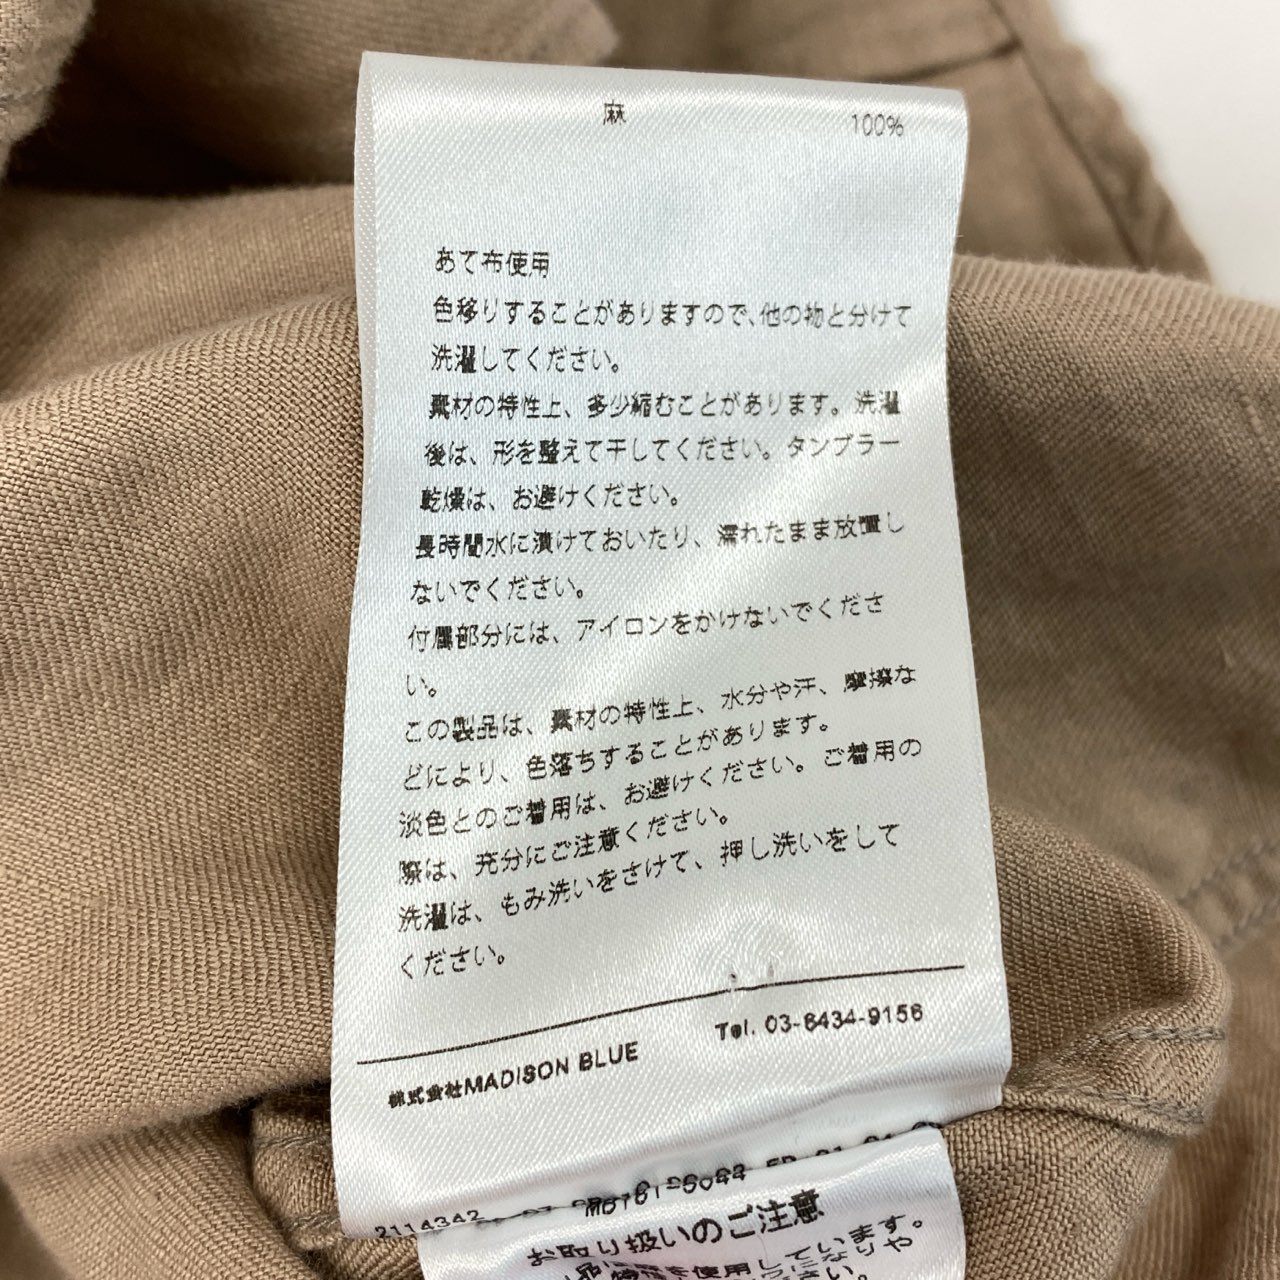 麻 100%
あて布使用
色移りすることがありますので、他の物と分けて
洗濯してください。
素材の特性上、多少縮むことがあります。洗濯
後は、形を整えて干してください。タンブラー
乾燥は、お避けください。
長時間水に漬けておいたり、濡れたまま放置し
ないでください。
付属部分には、アイロンをかけないでくださ
い。
この製品は、素材の特性上、水分や汗、摩擦な
どにより、色落ちすることがあります。
淡色とのご着用は、お避けください。ご着用の
際は、充分にご注意ください。
洗濯は、もみ洗いをさけて、押し洗いをして
ください。
株式会社MADISON BLUE Tel. 03-6434-9156
2114342
お取り扱いのご注意
を使用しています。